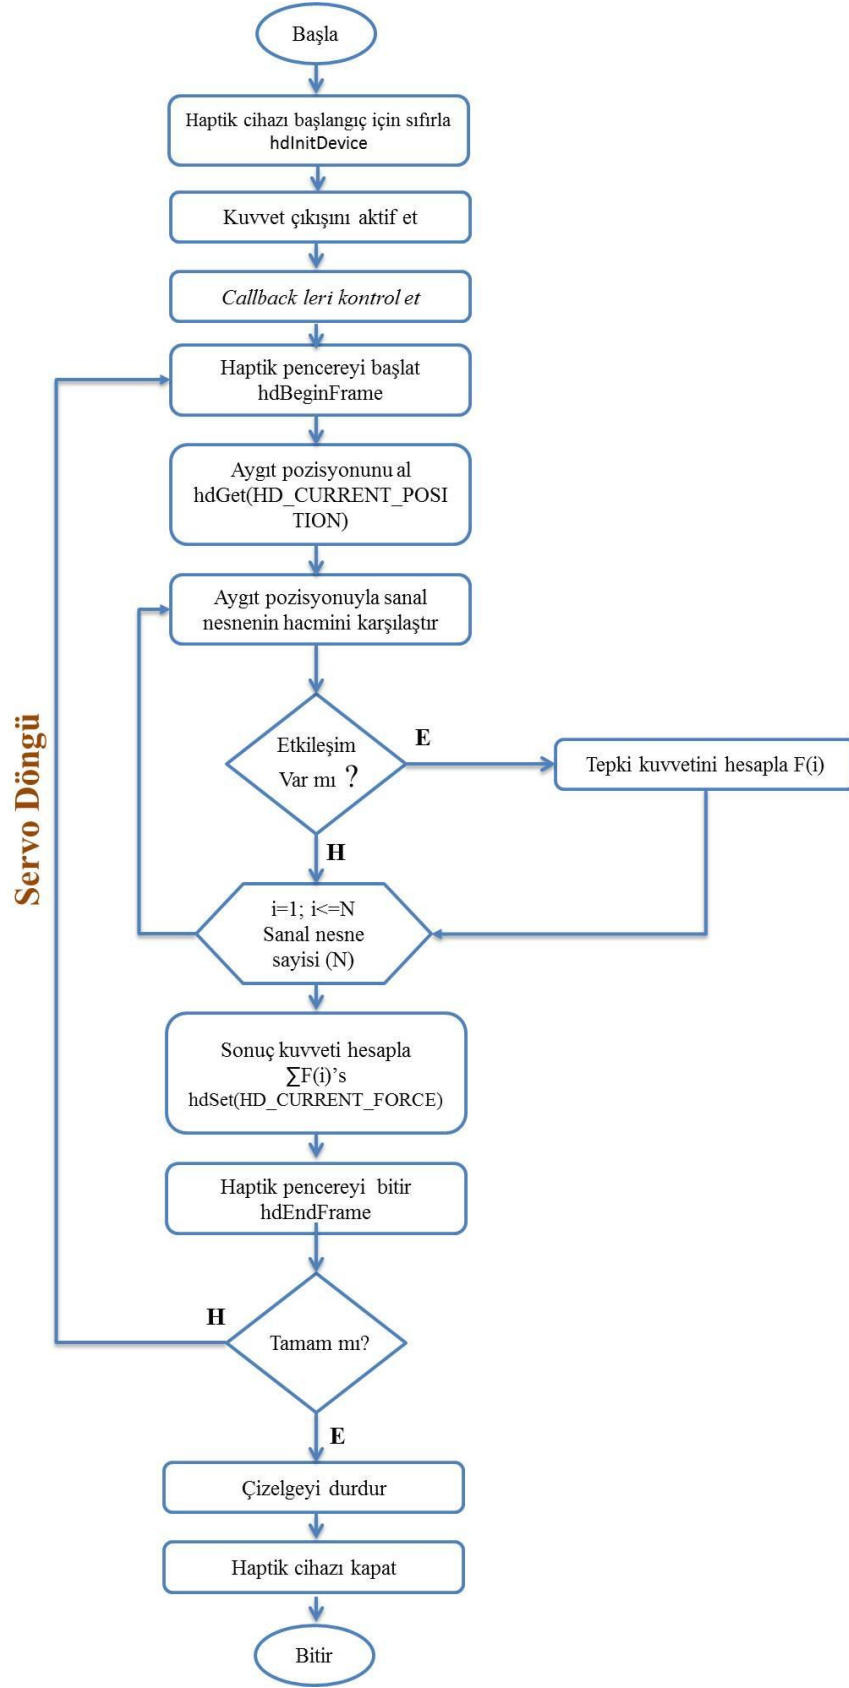 Başla
Haptik cihazı başlangıç için sıfırla
hdInitDevice
Kuvvet çıkışını aktif et
Callback leri kontrol et
Haptik pencereyi başlat
hdBeginFrame
Aygıt pozisyonunu al
hdGet(HD_CURRENT_POSI
TION)
Aygıt pozisyonuyla sanal
nesnenin hacmini karşılaştır
Servo Döngü
Etkileşim
Var mı ?
E
Tepki kuvvetini hesapla F(i)
H
i=1; i<=N
Sanal nesne
sayisi (N)
Sonuç kuvveti hesapla
∑F(i)’s
hdSet(HD_CURRENT_FORCE)
Haptik pencereyi bitir
hdEndFrame
H
Tamam mı?
E
Çizelgeyi durdur
Haptik cihazı kapat
Bitir